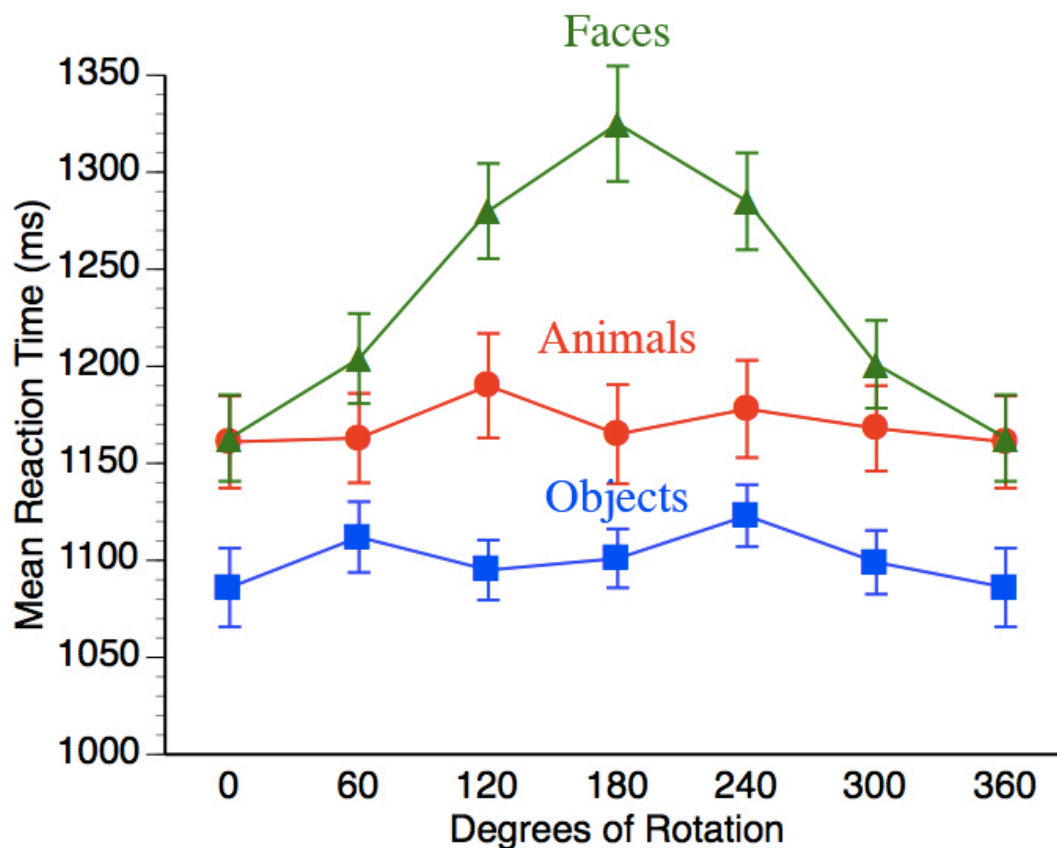 Faces
1350
1300
1250
Animals
1200
1150
Objects
1100
1050
1000
Mean Reaction Time (ms)
0 60 120 180 240 300 360
Degrees of Rotation